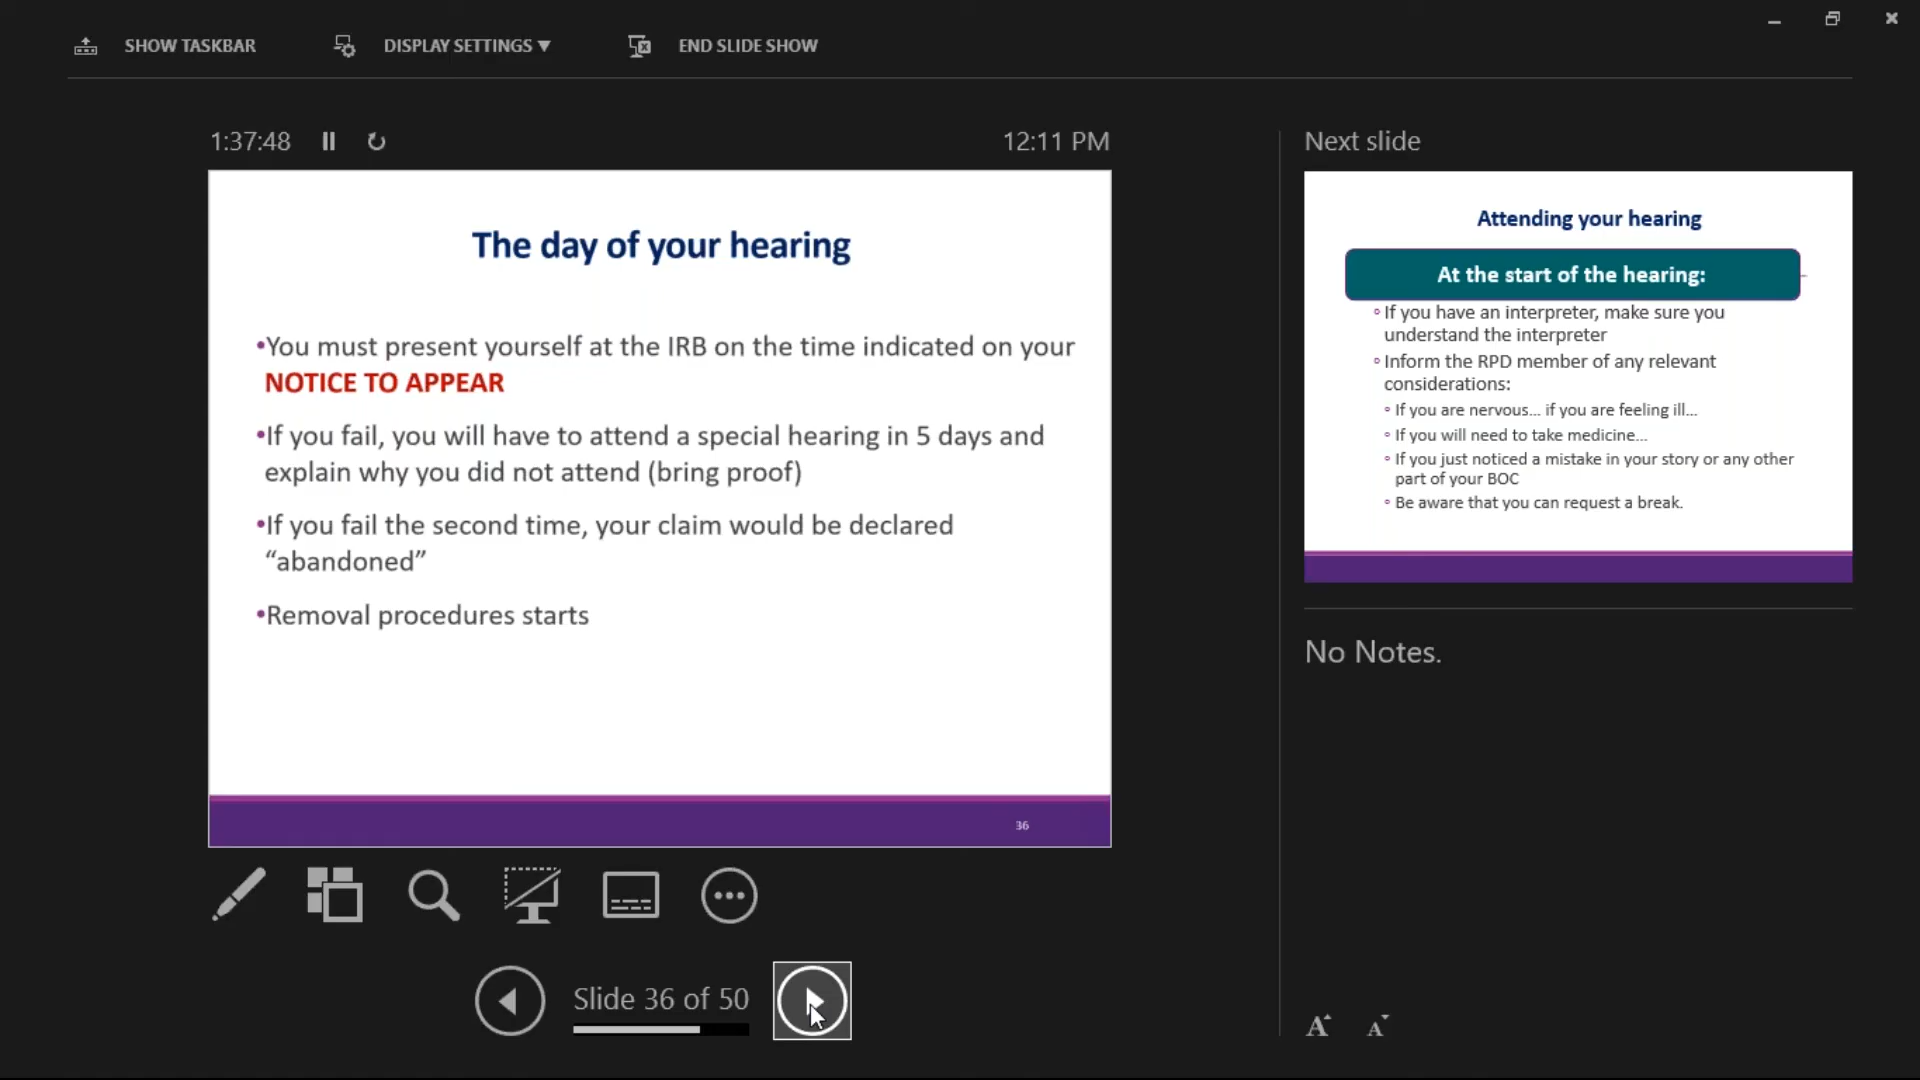 SHOW TASKBAR
DISPLAY SETTINGS ▼
END SLIDE SHOW
1:37:48
12:11 PM
The day of your hearing
•You must present yourself at the IRB on the time indicated on your
NOTICE TO APPEAR
•If you fail, you will have to attend a special hearing in 5 days and
explain why you did not attend (bring proof)
•If you fail the second time, your claim would be declared
“abandoned”
•Removal procedures starts
36
Slide 36 of 50
Next slide
Attending your hearing
At the start of the hearing:
If you have an interpreter, make sure you
understand the interpreter
Inform the RPD member of any relevant
considerations:
If you are nervous... if you are feeling ill...
If you will need to take medicine...
If you just noticed a mistake in your story or any other
part of your BOC
Be aware that you can request a break.
No Notes.
A A